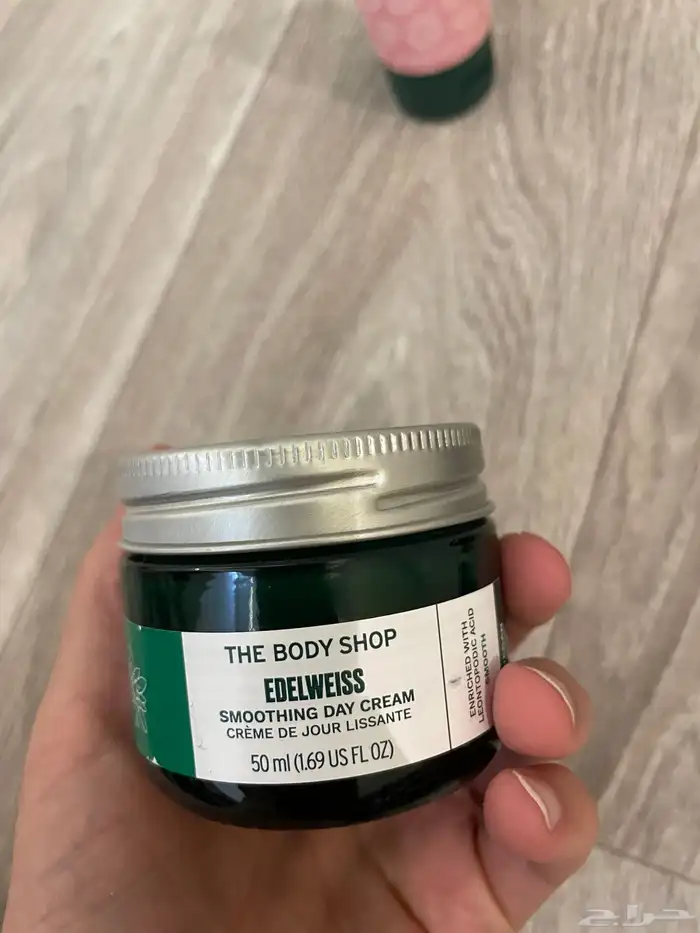 THE BODY SHOP
EDELWEISS
SMOOTHING DAY CREAM
CRÈME DE JOUR LISSANTE
50 ml (1.69 US FL OZ)
ENRICHED WITH
LEONTOPODIC ACID
SMOOTH
حراج